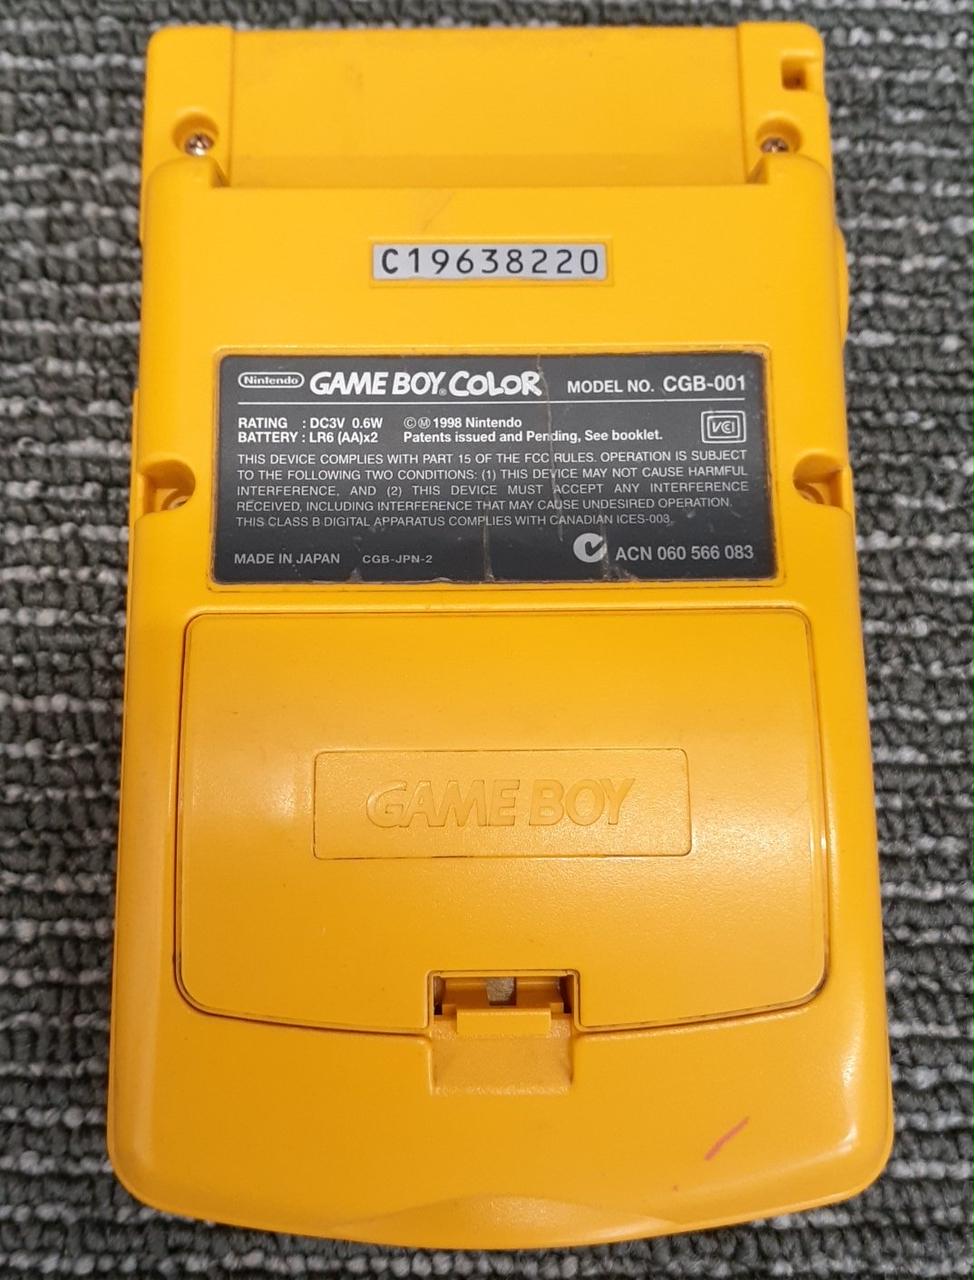 C19638220
Nintendo GAME BOY COLOR MODEL NO. CGB-001
RATING : DC3V 0.6W ©Ⓜ1998 Nintendo
BATTERY : LR6 (AA)x2 Patents issued and Pending, See booklet.
VCI
THIS DEVICE COMPLIES WITH PART 15 OF THE FCC RULES. OPERATION IS SUBJECT
TO THE FOLLOWING TWO CONDITIONS: (1) THIS DEVICE MAY NOT CAUSE HARMFUL
INTERFERENCE, AND (2) THIS DEVICE MUST ACCEPT ANY INTERFERENCE
RECEIVED, INCLUDING INTERFERENCE THAT MAY CAUSE UNDESIRED OPERATION.
THIS CLASS B DIGITAL APPARATUS COMPLIES WITH CANADIAN ICES-003.
MADE IN JAPAN CGB-JPN-2 ACN 060 566 083
GAME BOY